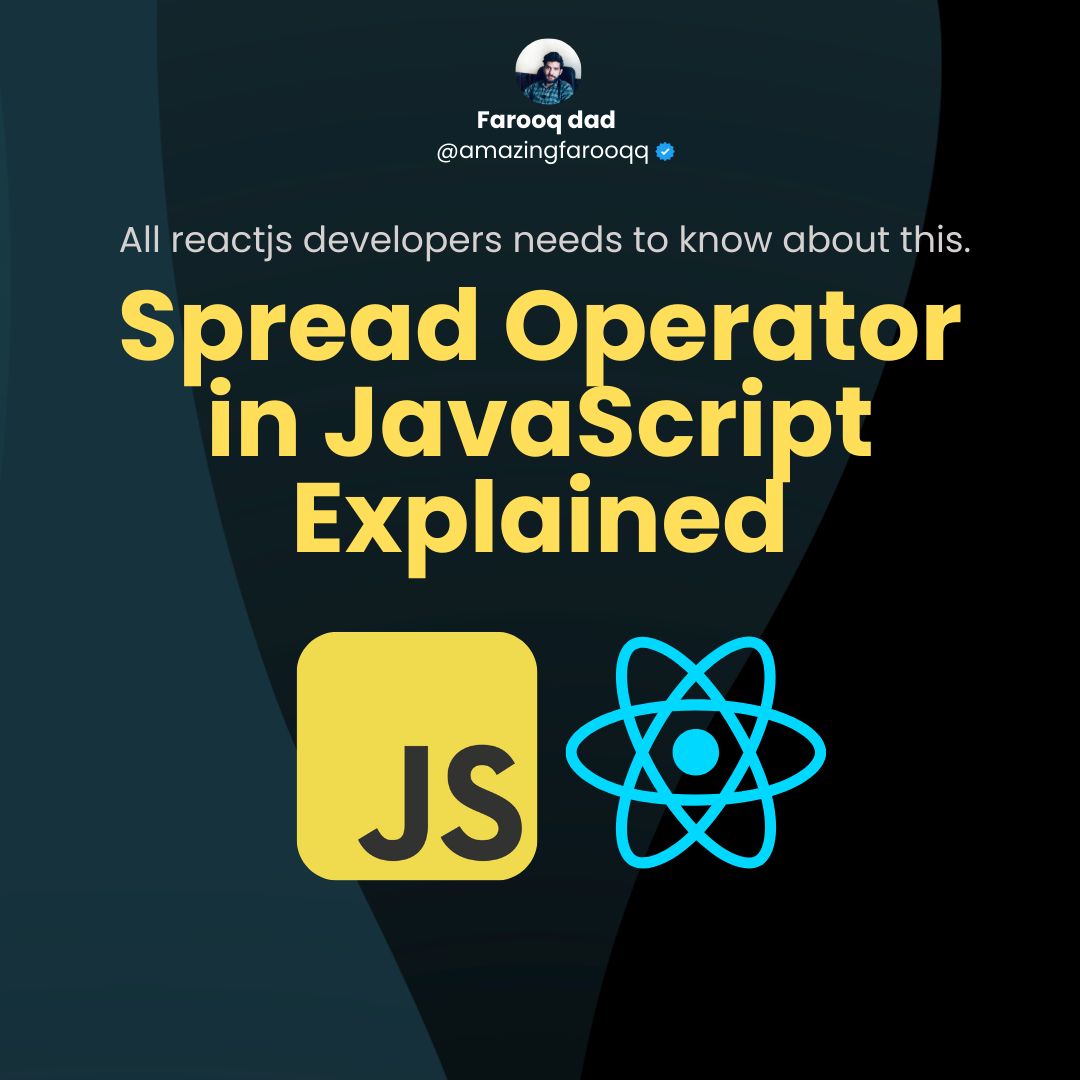 Farooq dad
@amazingfarooqq
All reactjs developers needs to know about this.
Spread Operator
in JavaScript
Explained
JS